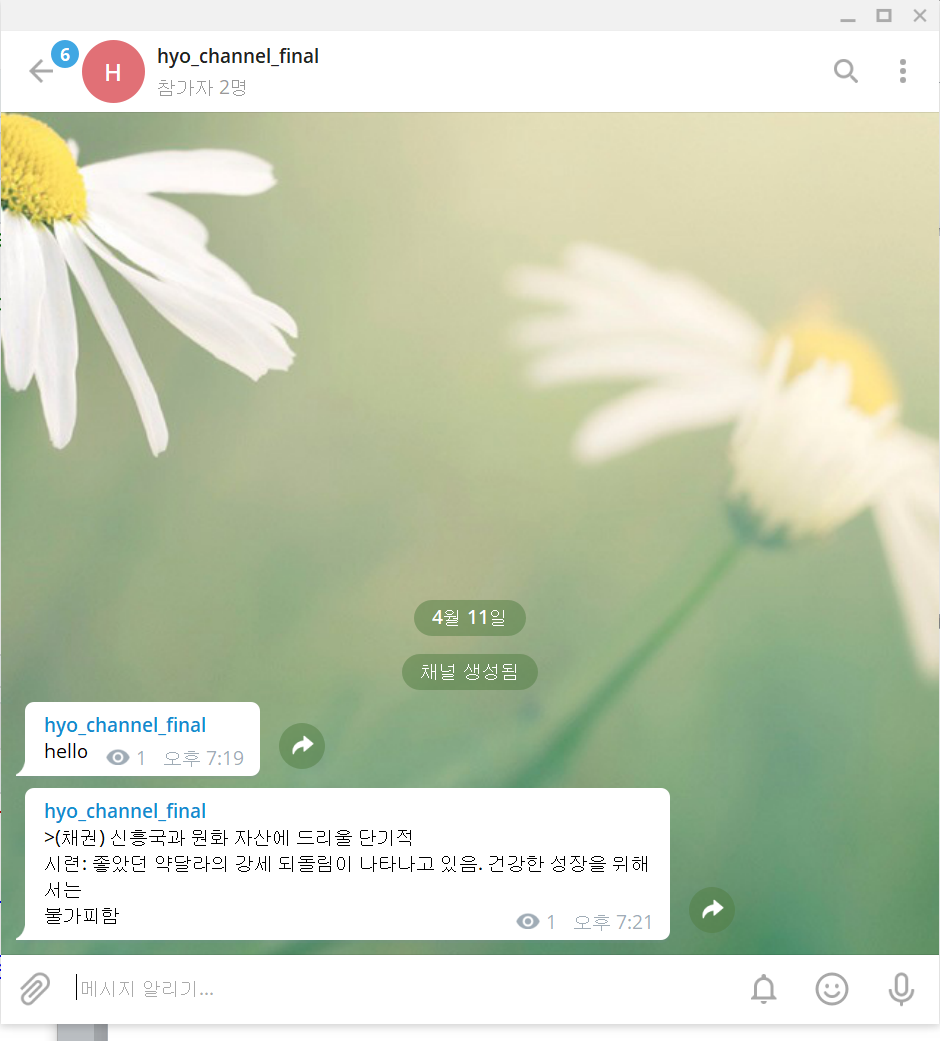 6
H
hyo_channel_final
참가자 2명
4월 11일
채널 생성됨
hyo_channel_final
hello 1 오후 7:19
hyo_channel_final
>(채권) 신흥국과 원화 자산에 드리울 단기적
시련: 좋았던 약달라의 강세 되돌림이 나타나고 있음. 건강한 성장을 위해
서는
불가피함
1 오후 7:21
메시지 알리기...